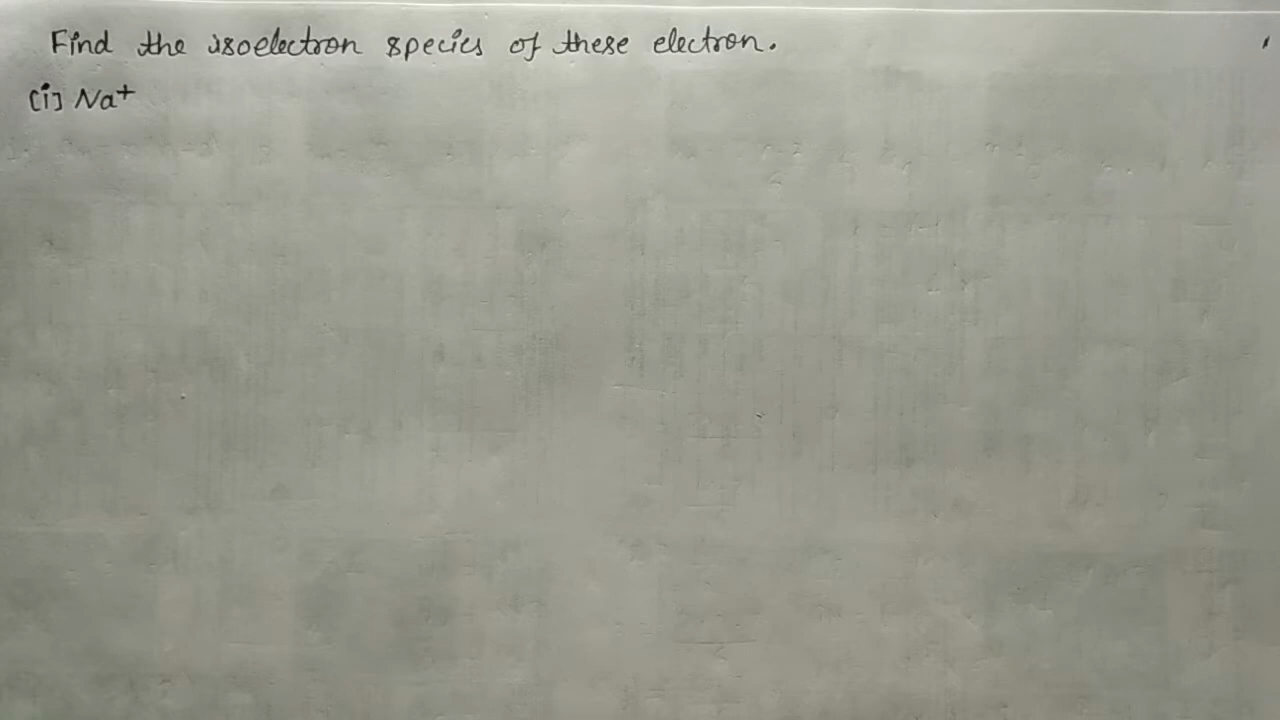 Find the isoelectron species of these electron.
[i] Na⁺